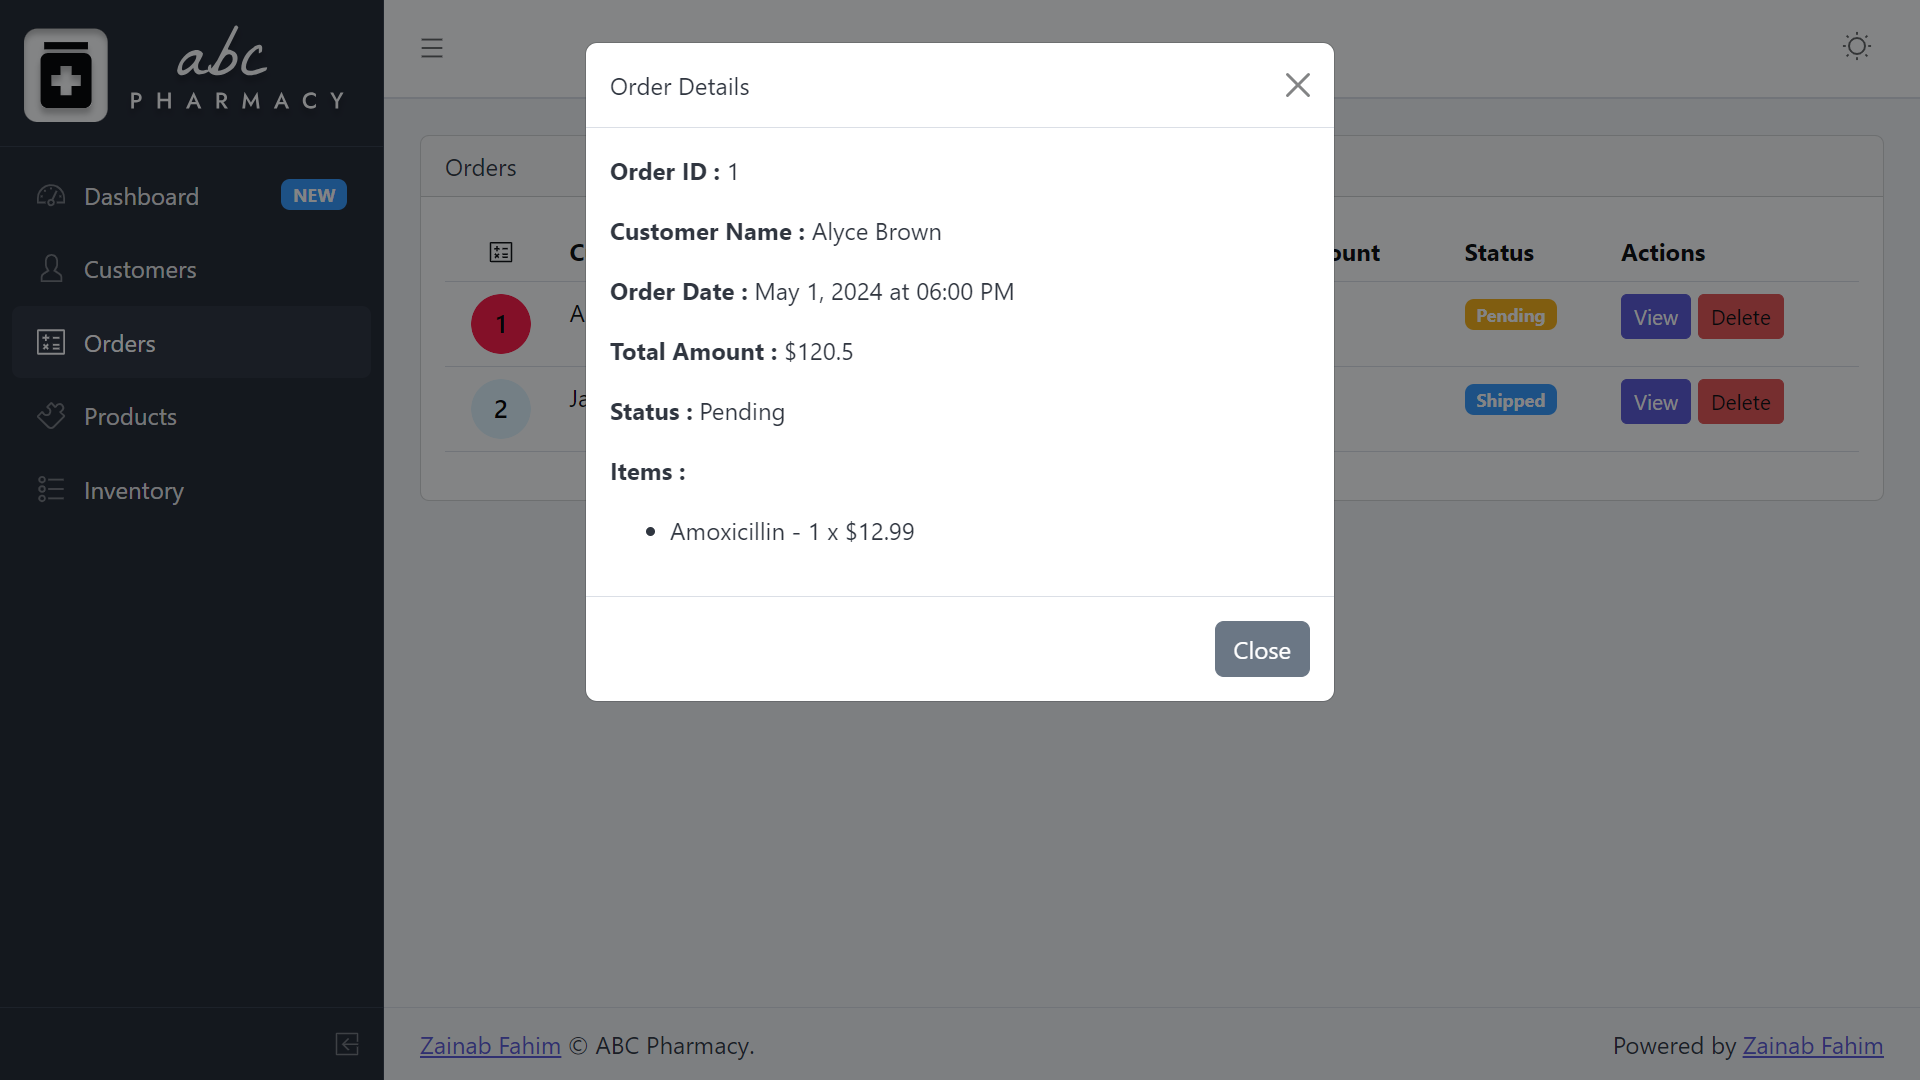 abc
PHARMACY
Dashboard NEW
Customers
Orders
Products
Inventory
Order Details
Order ID : 1
Customer Name : Alyce Brown
Order Date : May 1, 2024 at 06:00 PM
Total Amount : $120.5
Status : Pending
Items :
Amoxicillin - 1 x $12.99
Close
Orders
Status Actions
1 Pending View Delete
2 Shipped View Delete
Zainab Fahim © ABC Pharmacy.
Powered by Zainab Fahim